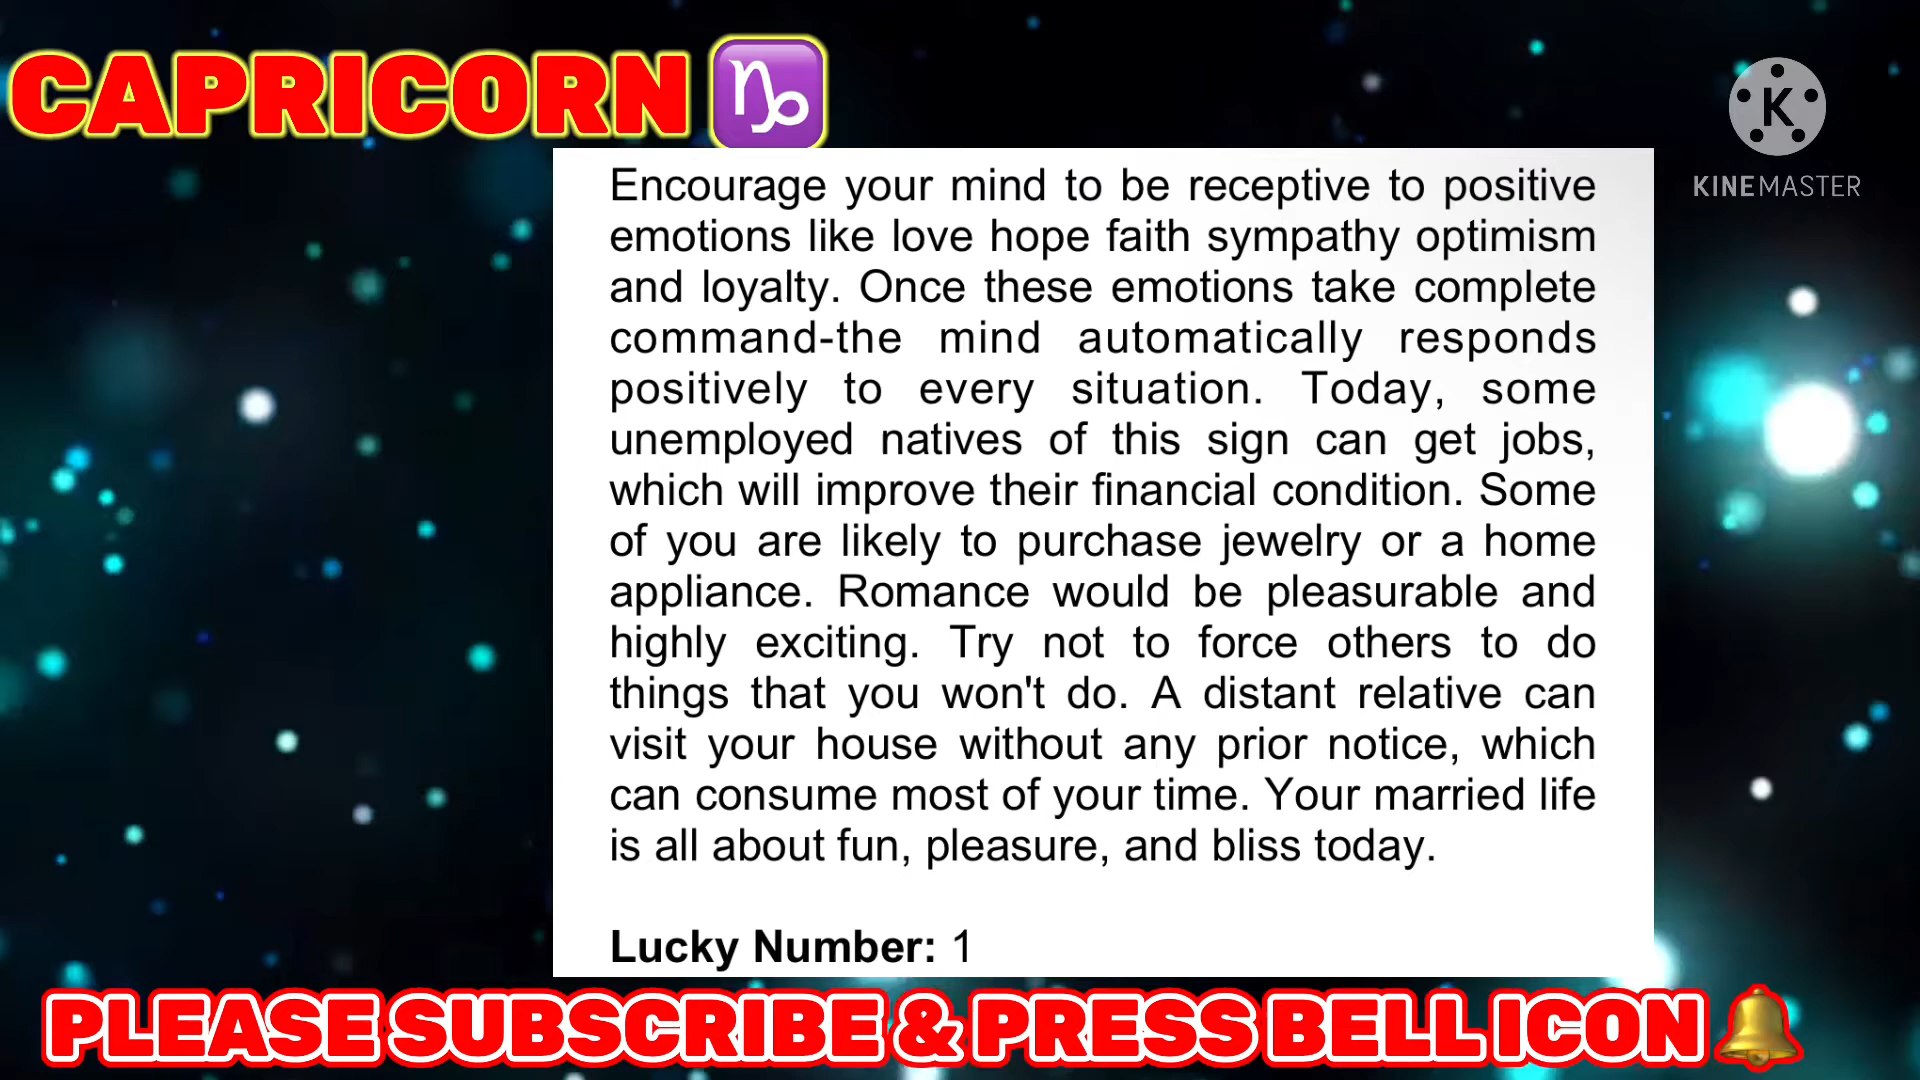 CAPRICORN ♑
K
KINEMASTER
Encourage your mind to be receptive to positive
emotions like love hope faith sympathy optimism
and loyalty. Once these emotions take complete
command-the mind automatically responds
positively to every situation. Today, some
unemployed natives of this sign can get jobs,
which will improve their financial condition. Some
of you are likely to purchase jewelry or a home
appliance. Romance would be pleasurable and
highly exciting. Try not to force others to do
things that you won't do. A distant relative can
visit your house without any prior notice, which
can consume most of your time. Your married life
is all about fun, pleasure, and bliss today.
Lucky Number: 1
PLEASE SUBSCRIBE & PRESS BELL ICON 🔔